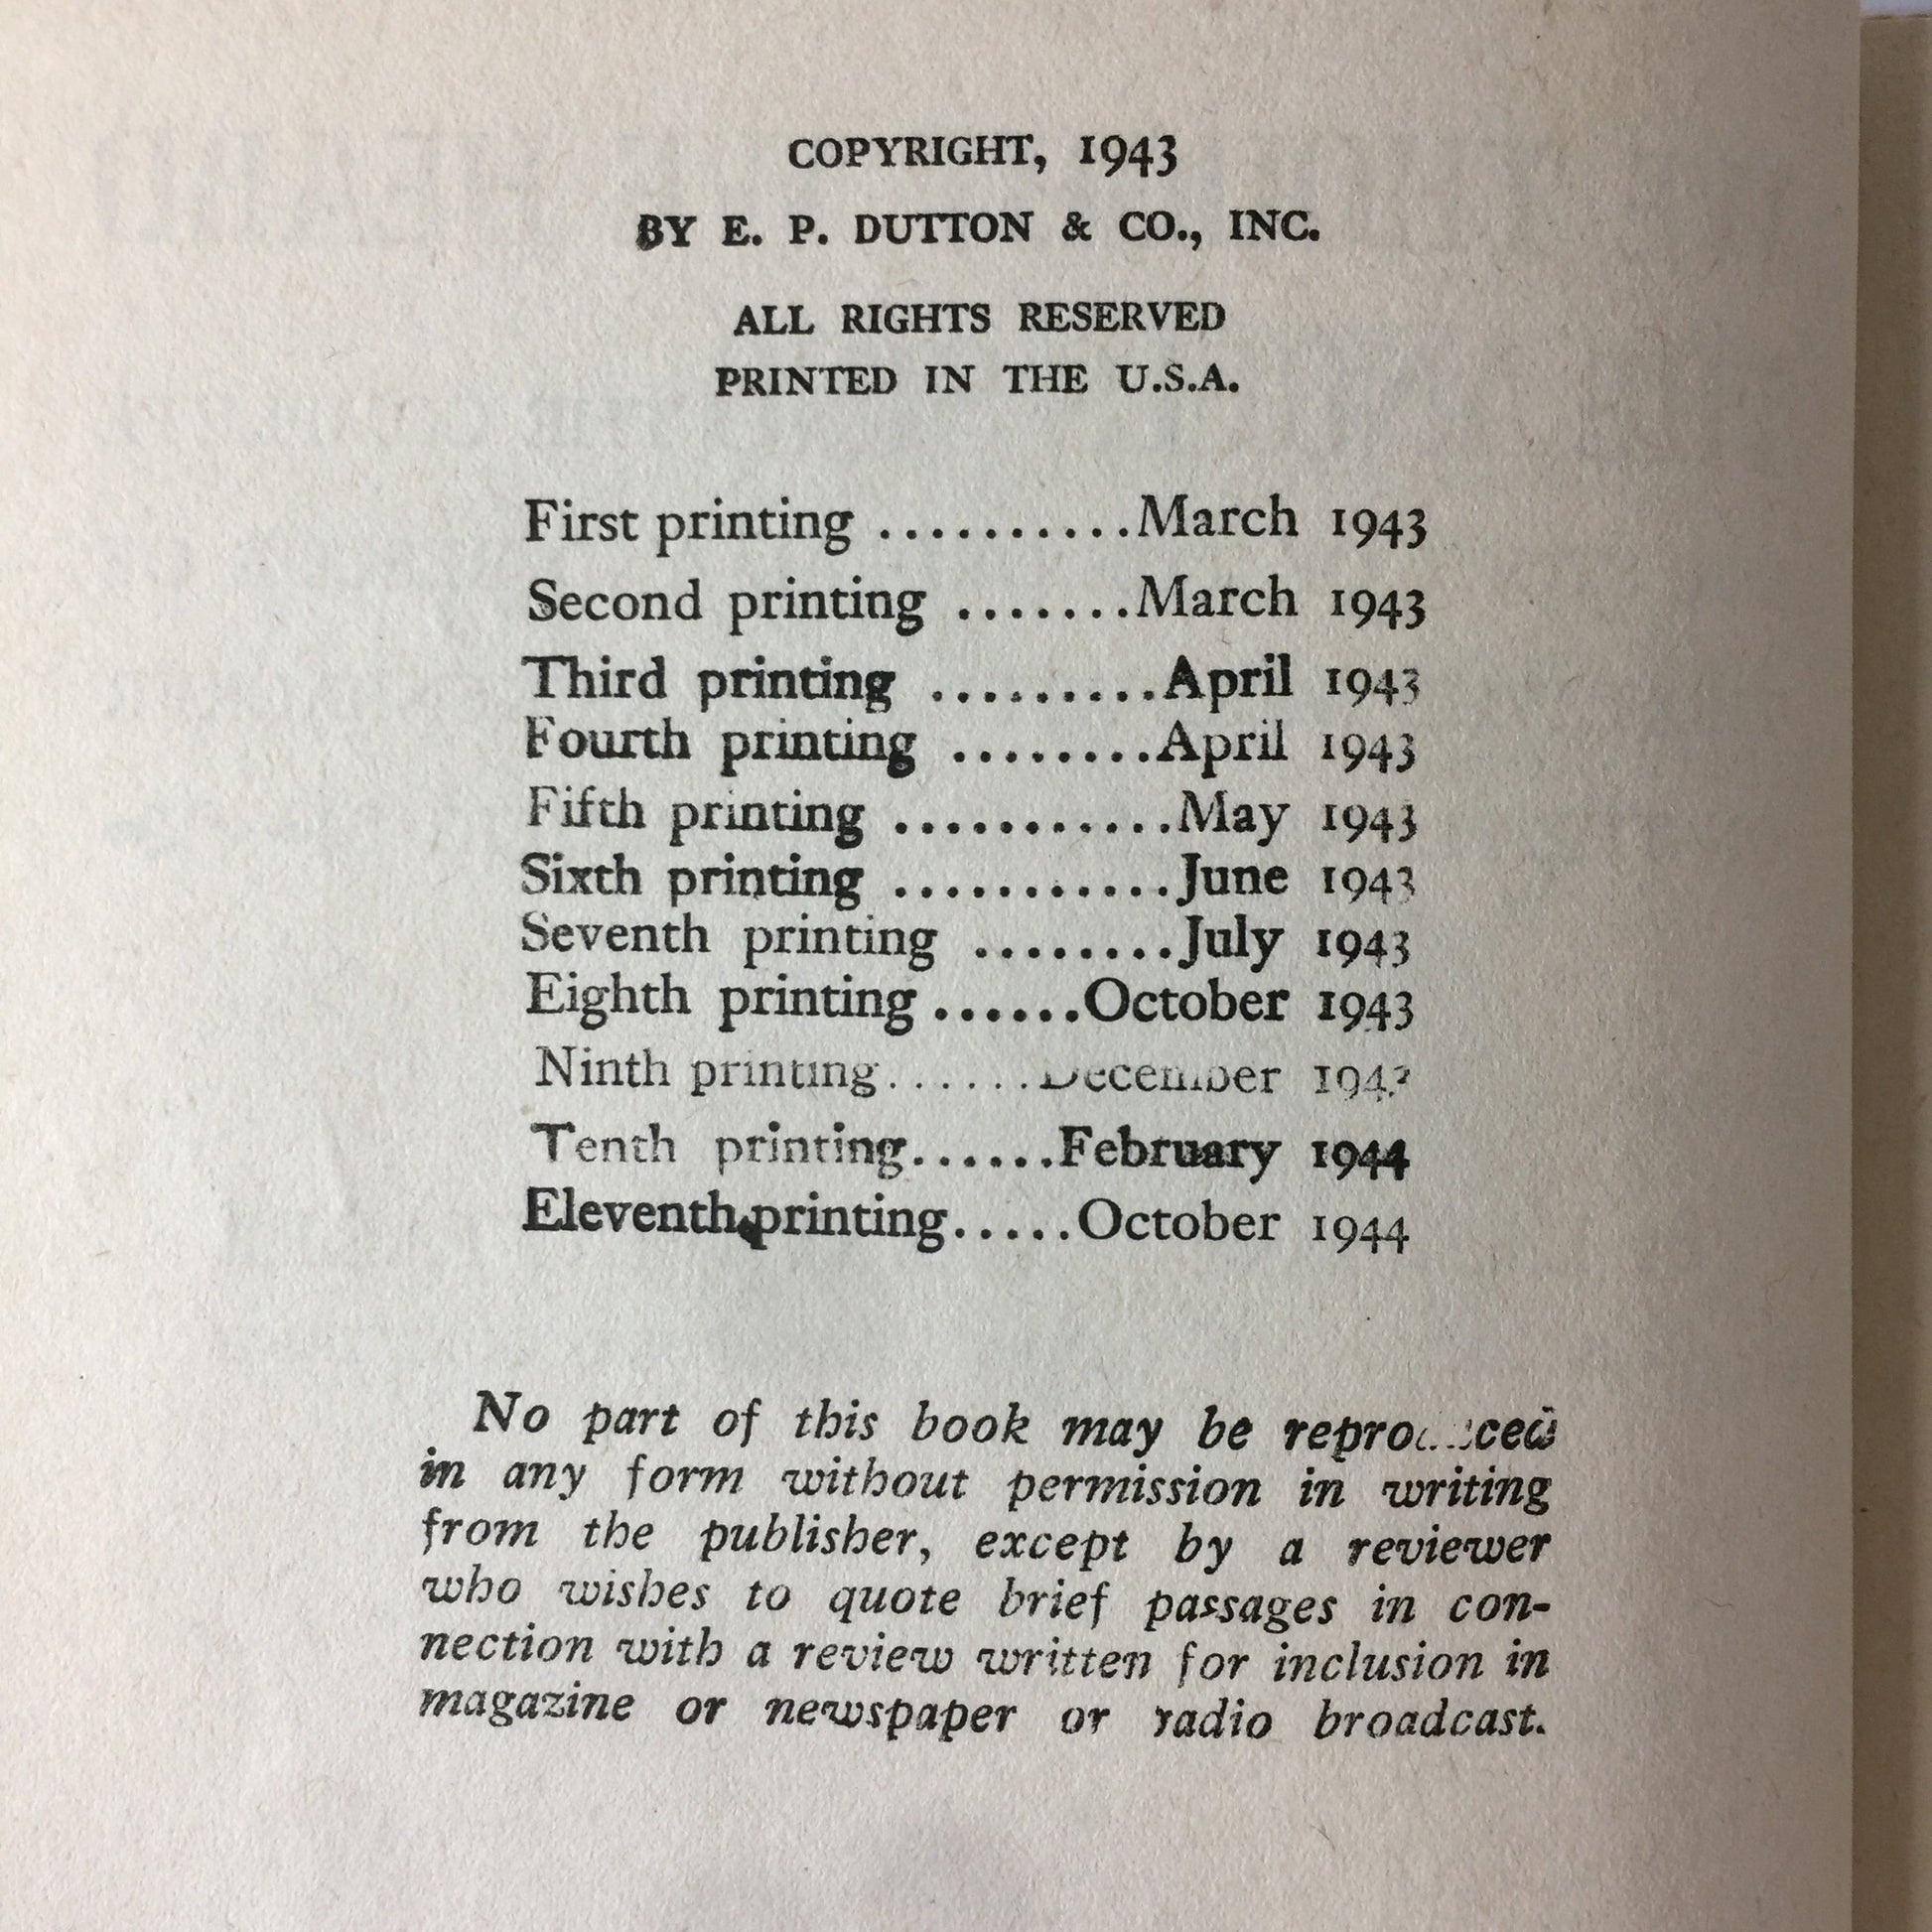 COPYRIGHT, 1943
BY E. P. DUTTON & CO., INC.
ALL RIGHTS RESERVED
PRINTED IN THE U.S.A.
First printing ..........March 1943
Second printing .......March 1943
Third printing .........April 1943
Fourth printing ........April 1943
Fifth printing ...........May 1943
Sixth printing ...........June 1943
Seventh printing ........July 1943
Eighth printing ......October 1943
Ninth printing......December 1943
Tenth printing......February 1944
Eleventh printing.....October 1944
No part of this book may be reproduced
in any form without permission in writing
from the publisher, except by a reviewer
who wishes to quote brief passages in con-
nection with a review written for inclusion in
magazine or newspaper or radio broadcast.